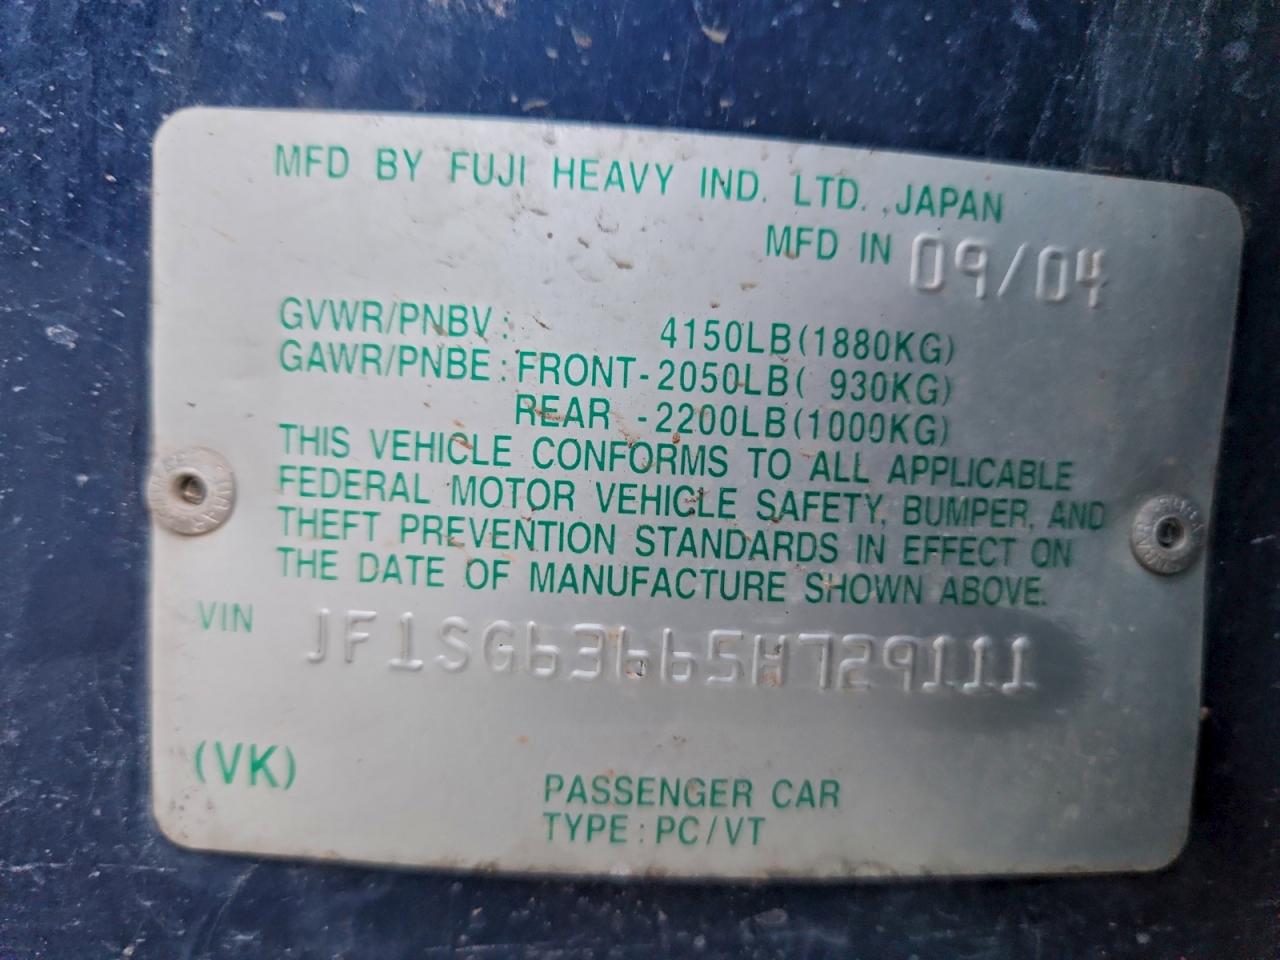 MFD BY FUJI HEAVY IND. LTD. ,JAPAN
MFD IN 09/04
GVWR/PNBV: 4150LB(1880KG)
GAWR/PNBE: FRONT-2050LB( 930KG)
REAR -2200LB(1000KG)
THIS VEHICLE CONFORMS TO ALL APPLICABLE
FEDERAL MOTOR VEHICLE SAFETY, BUMPER, AND
THEFT PREVENTION STANDARDS IN EFFECT ON
THE DATE OF MANUFACTURE SHOWN ABOVE.
VIN JF1SG63665H729111
(VK)
PASSENGER CAR
TYPE: PC/VT